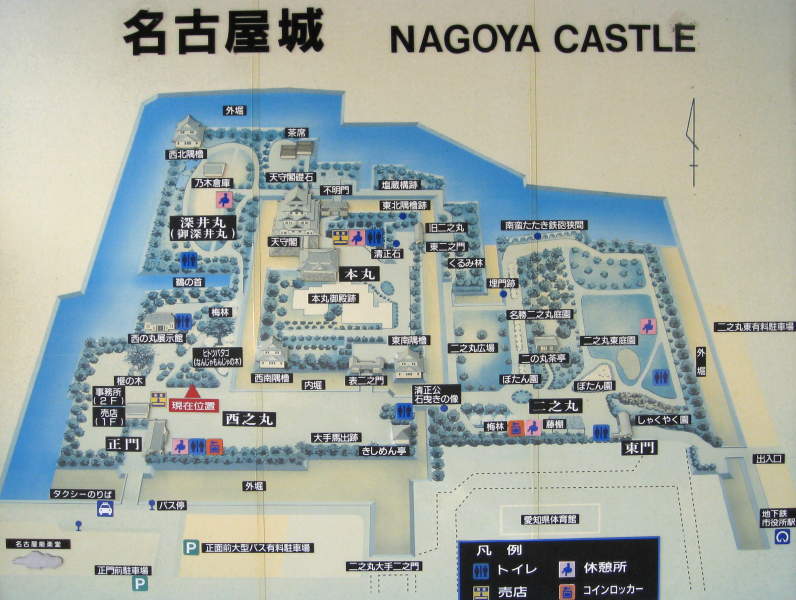 名古屋城 NAGOYA CASTLE
外堀
西北隅櫓
茶席
乃木倉庫
天守閣礎石
不明門
塩蔵構跡
東北隅櫓跡
深井丸
(御深井丸)
旧二之丸
東二之門
南蛮たたき鉄砲狭間
天守閣
清正石
くるみ林
本丸
鵜の首
埋門跡
本丸御殿跡
梅林
名勝二之丸庭園
西の丸展示館
東南隅櫓
二之丸広場
二之丸東庭園
二之丸東有料駐車場
ヒトツバタゴ
(なんじゃもんじゃの木)
二の丸茶亭
外堀
榧の木
西南隅櫓
内堀
表二之門
ぼたん園
ぼたん園
事務所
(2F)
現在位置
清正公
石曳きの像
売店
(1F)
西之丸
二之丸
しゃくやく園
正門
大手馬出跡
きしめん亭
梅林
藤棚
東門
出入口
外堀
タクシーのりば
バス停
地下鉄
市役所駅
愛知県体育館
名古屋能楽堂
正面前大型バス有料駐車場
正門前駐車場
二之丸大手二之門
凡例
トイレ
休憩所
売店
コインロッカー
P
P